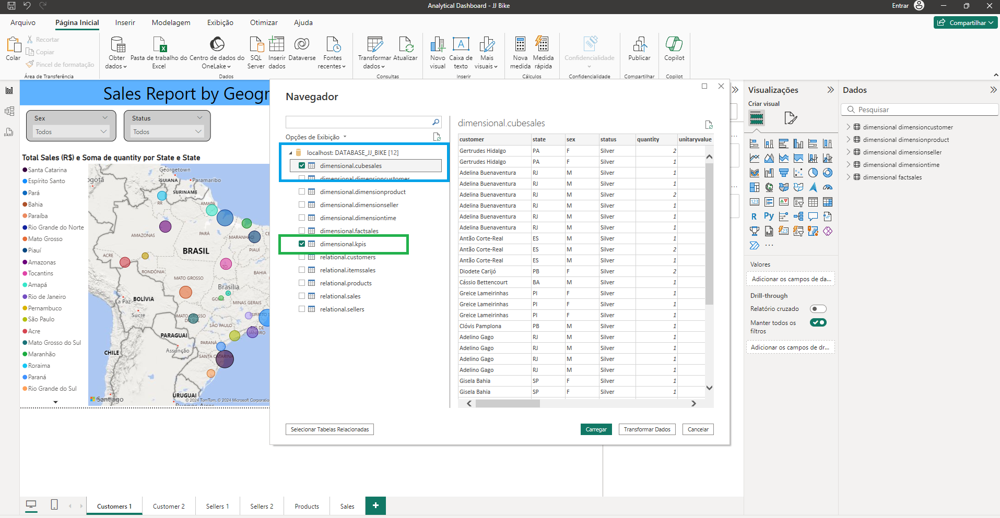 Analytical Dashboard - JJ Bike
Entrar
Arquivo
Página Inicial
Inserir
Modelagem
Exibição
Otimizar
Ajuda
Compartilhar
Colar
Recortar
Copiar
Pincel de formatação
Obter dados
Pasta de trabalho do Excel
Centro de dados do OneLake
SQL Server
Inserir dados
Dataverse
Fontes recentes
Transformar dados
Atualizar
Novo visual
Caixa de texto
Mais visuais
Nova medida
Medida rápida
Confidencialidade
Publicar
Copilot
Área de Transferência
Dados
Consultas
Inserir
Cálculos
Confidencialidade
Compartilhar
Copilot
Sales Report by Geogr
Sex
Todos
Status
Todos
Total Sales (R$) e Soma de quantity por State e State
Santa Catarina
Espírito Santo
Pará
Bahia
Paraíba
Rio Grande do Norte
Mato Grosso
Piauí
Amazonas
Tocantins
Amapá
Rio de Janeiro
Pernambuco
São Paulo
Acre
Mato Grosso do Sul
Maranhão
Roraima
Paraná
Rio Grande do Sul
Georgetown
Paramaribo
ogotá
GUIANA
SURINAME
RR
AMAPÁ
AMAZONAS
PARÁ
MARANHÃO
CE
PIAUÍ
BRASIL
ACRE
RONDÔNIA
TO
BAHIA
MATO GROSSO
Brasília
GOIÁS
MINAS GERAIS
La Paz
BOLÍVIA
Sucre
MATO GROSSO DO SUL
ESPÍRITO S
SÃO PAULO
RIO DE JANEIRO
PARAGUAI
PARANÁ
Assunção
SANTA CATARINA
CHILE
URUGUAI
Santiago
Buenos Aires
© 2024 TomTom, © 2024 Microsoft Corporatio
Navegador
Opções de Exibição
localhost: DATABASE_JJ_BIKE [12]
dimensional.cubesales
dimensional.dimensioncustomer
dimensional.dimensionproduct
dimensional.dimensionseller
dimensional.dimensiontime
dimensional.factsales
dimensional.kpis
relational.customers
relational.itemssales
relational.products
relational.sales
relational.sellers
dimensional.cubesales
customer state sex status quantity unitaryvalue
Gertrudes Hidalgo PA F Silver 2
Gertrudes Hidalgo PA F Silver 1
Adelina Buenaventura RJ M Silver 1
Adelina Buenaventura RJ M Silver 1
Adelina Buenaventura RJ M Silver 2
Adelina Buenaventura RJ M Silver 1
Adelina Buenaventura RJ M Silver 1
Adelina Buenaventura RJ M Silver 1
Antão Corte-Real ES M Silver 1
Antão Corte-Real ES M Silver 2
Antão Corte-Real ES M Silver 1
Diodete Carijó PB F Silver 2
Cássio Bettencourt BA M Silver 1
Greice Lameirinhas PI F Silver 1
Greice Lameirinhas PI F Silver 1
Greice Lameirinhas PI F Silver 1
Clóvis Pamplona PB M Silver 1
Adelino Gago RJ M Silver 1
Adelino Gago RJ M Silver 1
Adelino Gago RJ M Silver 1
Adelino Gago RJ M Silver 1
Gisela Bahia SP F Silver 1
Gisela Bahia SP F Silver 1
Selecionar Tabelas Relacionadas
Carregar
Transformar Dados
Cancelar
Visualizações
Criar visual
123
R
Py
123
Valores
Adicionar os campos de da...
Drill-through
Relatório cruzado
Manter todos os filtros
Adicionar os campos de dr...
Dados
Pesquisar
dimensional dimensioncustomer
dimensional dimensionproduct
dimensional dimensionseller
dimensional dimensiontime
dimensional factsales
Customers 1
Customer 2
Sellers 1
Sellers 2
Products
Sales